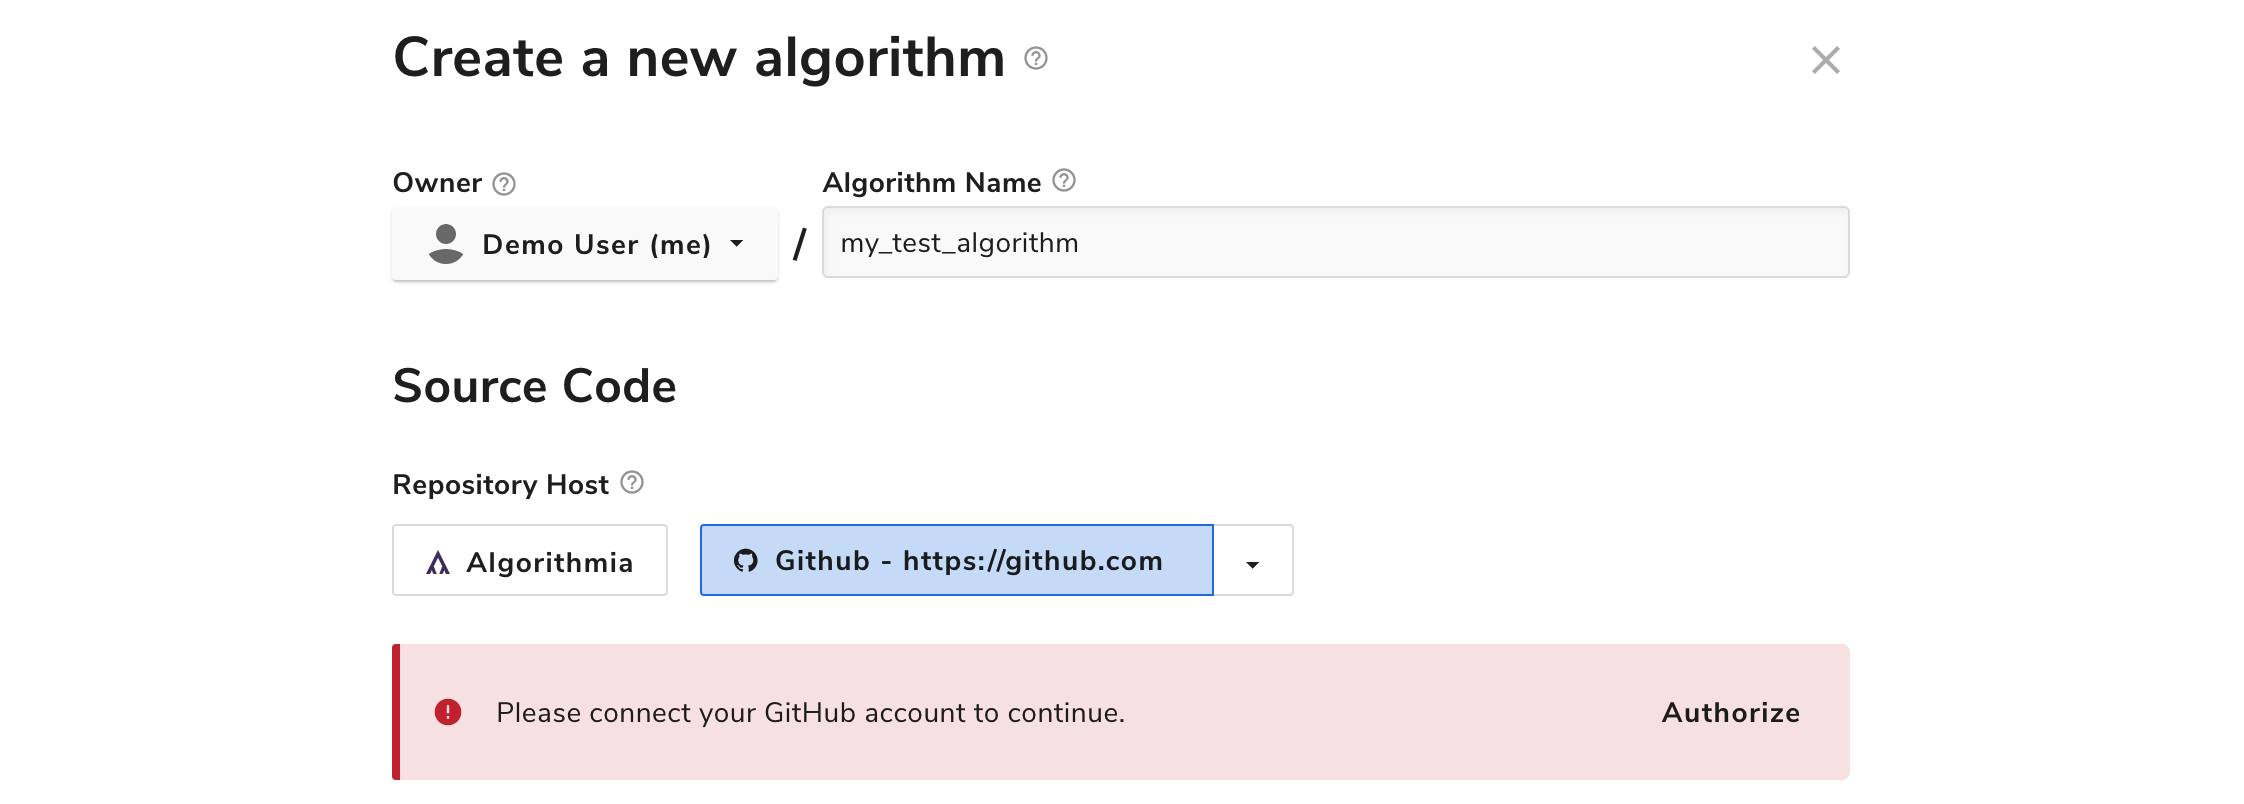 Create a new algorithm
Owner
Algorithm Name
Demo User (me) / my_test_algorithm
Source Code
Repository Host
Algorithmia
Github - https://github.com
Please connect your GitHub account to continue.
Authorize